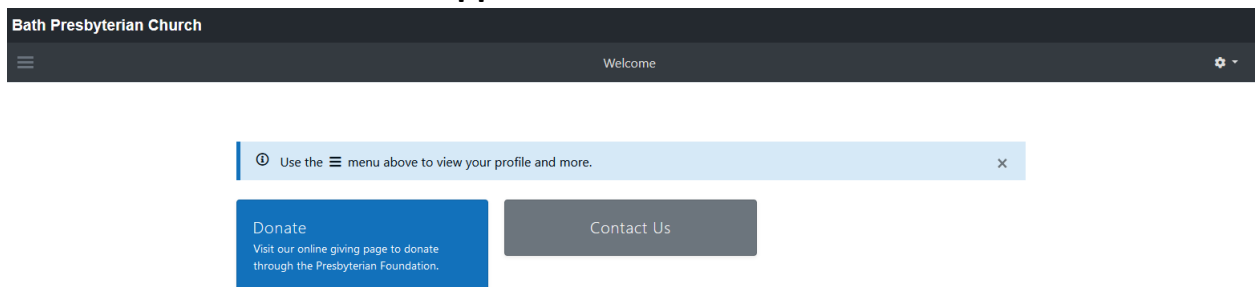 Bath Presbyterian Church
Welcome
Use the ☰ menu above to view your profile and more.
Donate
Visit our online giving page to donate
through the Presbyterian Foundation.
Contact Us